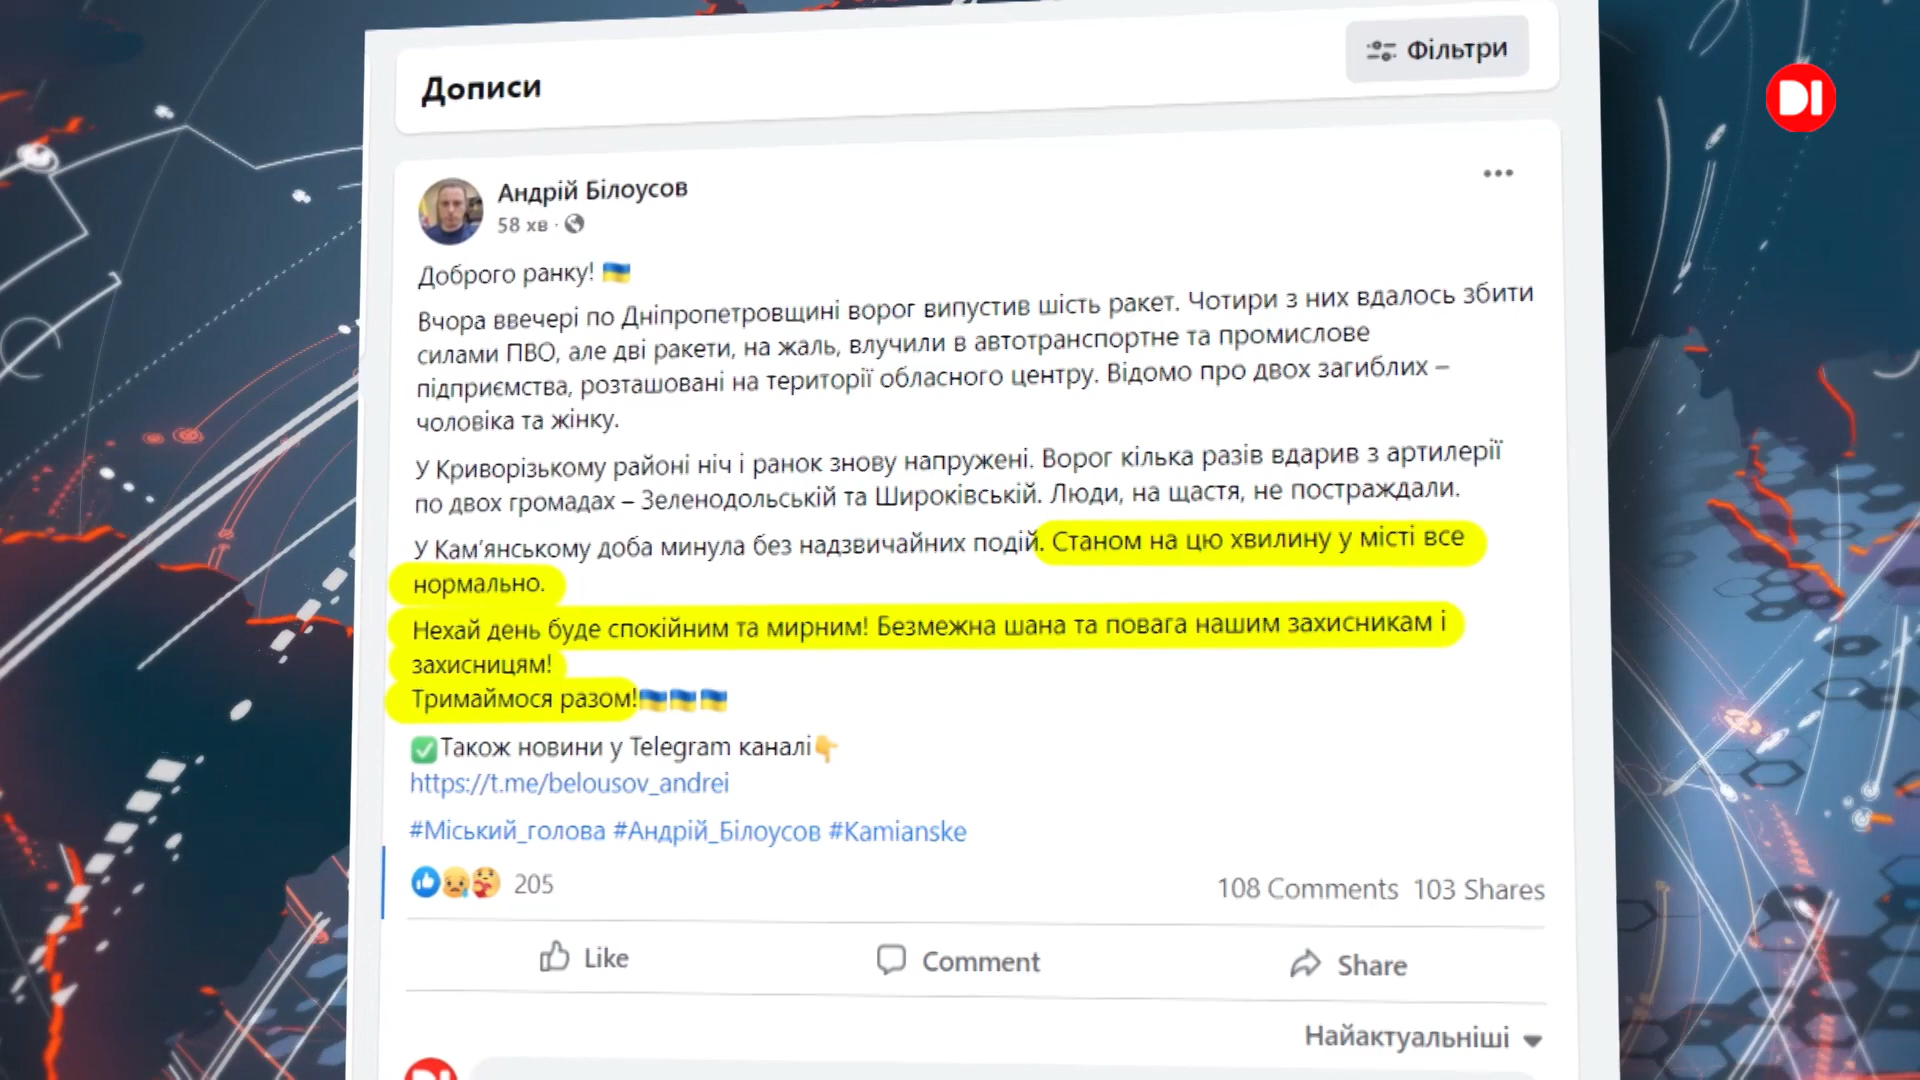 Дописи
Фільтри
DI
Андрій Білоусов
58 хв ·
Доброго ранку!
Вчора ввечері по Дніпропетровщині ворог випустив шість ракет. Чотири з них вдалось збити
силами ПВО, але дві ракети, на жаль, влучили в автотранспортне та промислове
підприємства, розташовані на території обласного центру. Відомо про двох загиблих –
чоловіка та жінку.
У Криворізькому районі ніч і ранок знову напружені. Ворог кілька разів вдарив з артилерії
по двох громадах – Зеленодольській та Широківській. Люди, на щастя, не постраждали.
У Кам'янському доба минула без надзвичайних подій. Станом на цю хвилину у місті все
нормально.
Нехай день буде спокійним та мирним! Безмежна шана та повага нашим захисникам і
захисницям!
Тримаймося разом!
Також новини у Telegram каналі
https://t.me/belousov_andrei
#Міський_голова #Андрій_Білоусов #Kamianske
205
108 Comments 103 Shares
Like
Comment
Share
Найактуальніші
DI